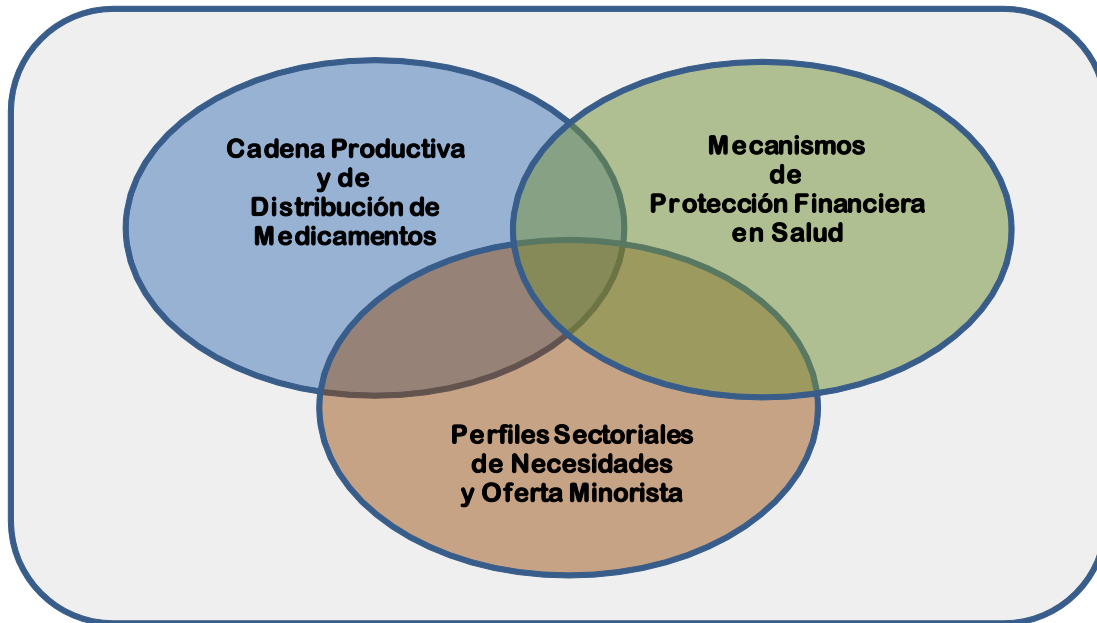 Cadena Productiva
y de
Distribución de
Medicamentos
Mecanismos
de
Protección Financiera
en Salud
Perfiles Sectoriales
de Necesidades
y Oferta Minorista